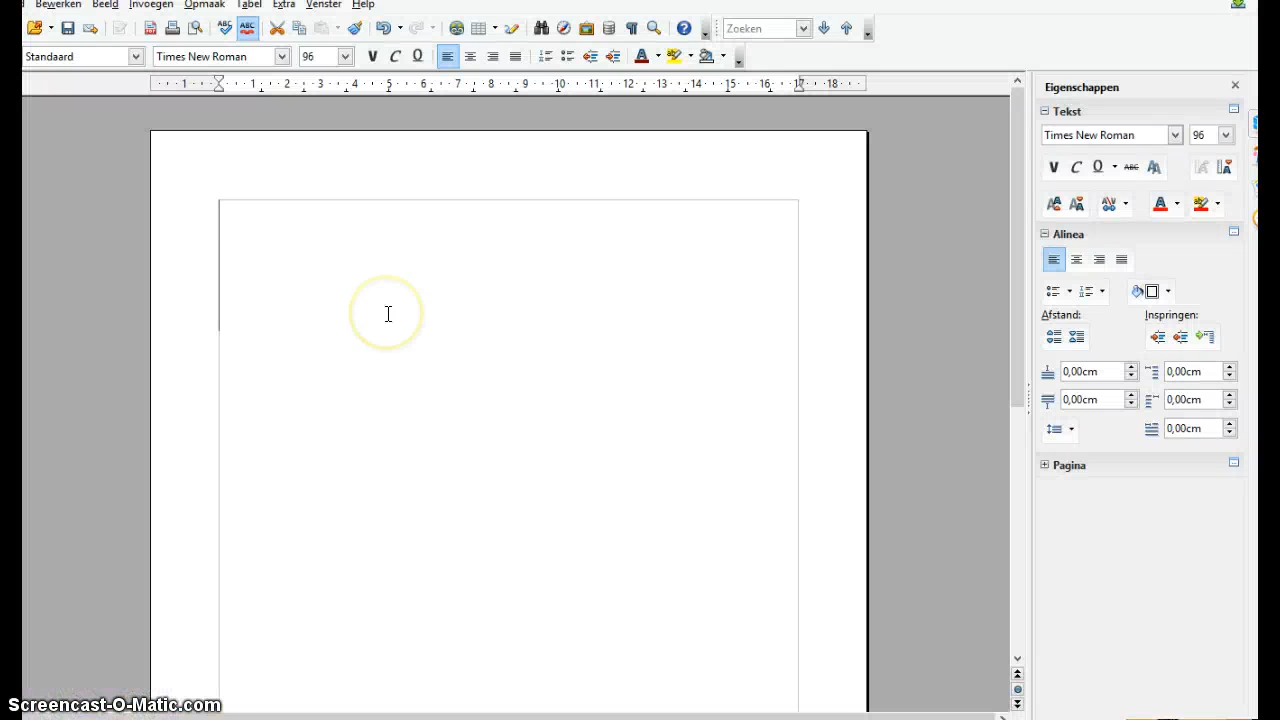 Bewerken Beeld Invoegen Opmaak Tabel Extra Venster Help
Zoeken
Standaard Times New Roman 96 V C O
1 1 2 3 4 5 6 7 8 9 10 11 12 13 14 15 16 17 18
Eigenschappen
Tekst
Times New Roman 96
V C O ABC
Alinea
Afstand: Inspringen:
0,00cm 0,00cm
0,00cm 0,00cm
0,00cm
Pagina
Screencast-O-Matic.com